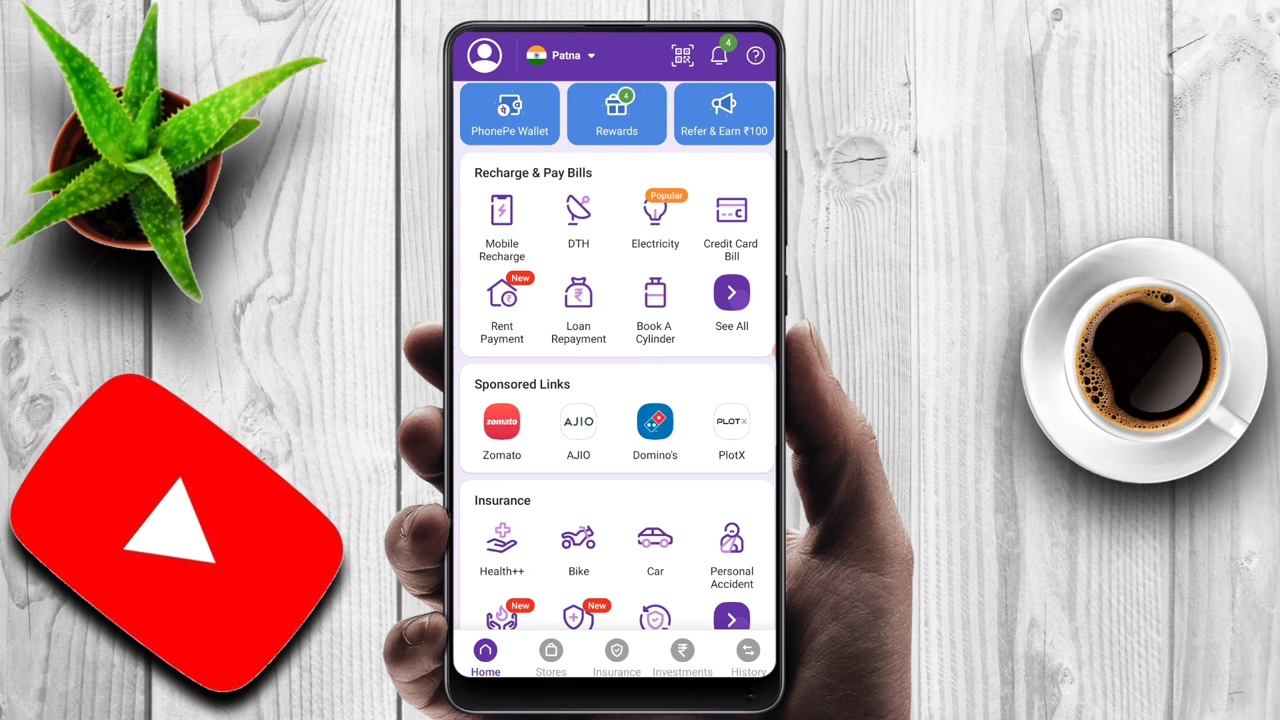 Patna
4
PhonePe Wallet
4
Rewards
Refer & Earn ₹100
Recharge & Pay Bills
Mobile
Recharge
DTH
Popular
Electricity
Credit Card
Bill
New
Rent
Payment
Loan
Repayment
Book A
Cylinder
See All
Sponsored Links
zomato
AJIO
PLOTX
Zomato
AJIO
Domino's
PlotX
Insurance
Health++
Bike
Car
Personal
Accident
New
New
Home
Stores
Insurance
Investments
History